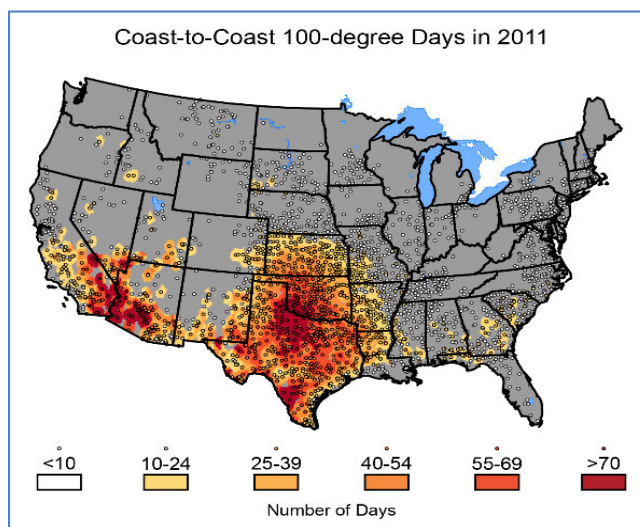 Coast-to-Coast 100-degree Days in 2011
<10 10-24 25-39 40-54 55-69 >70
Number of Days